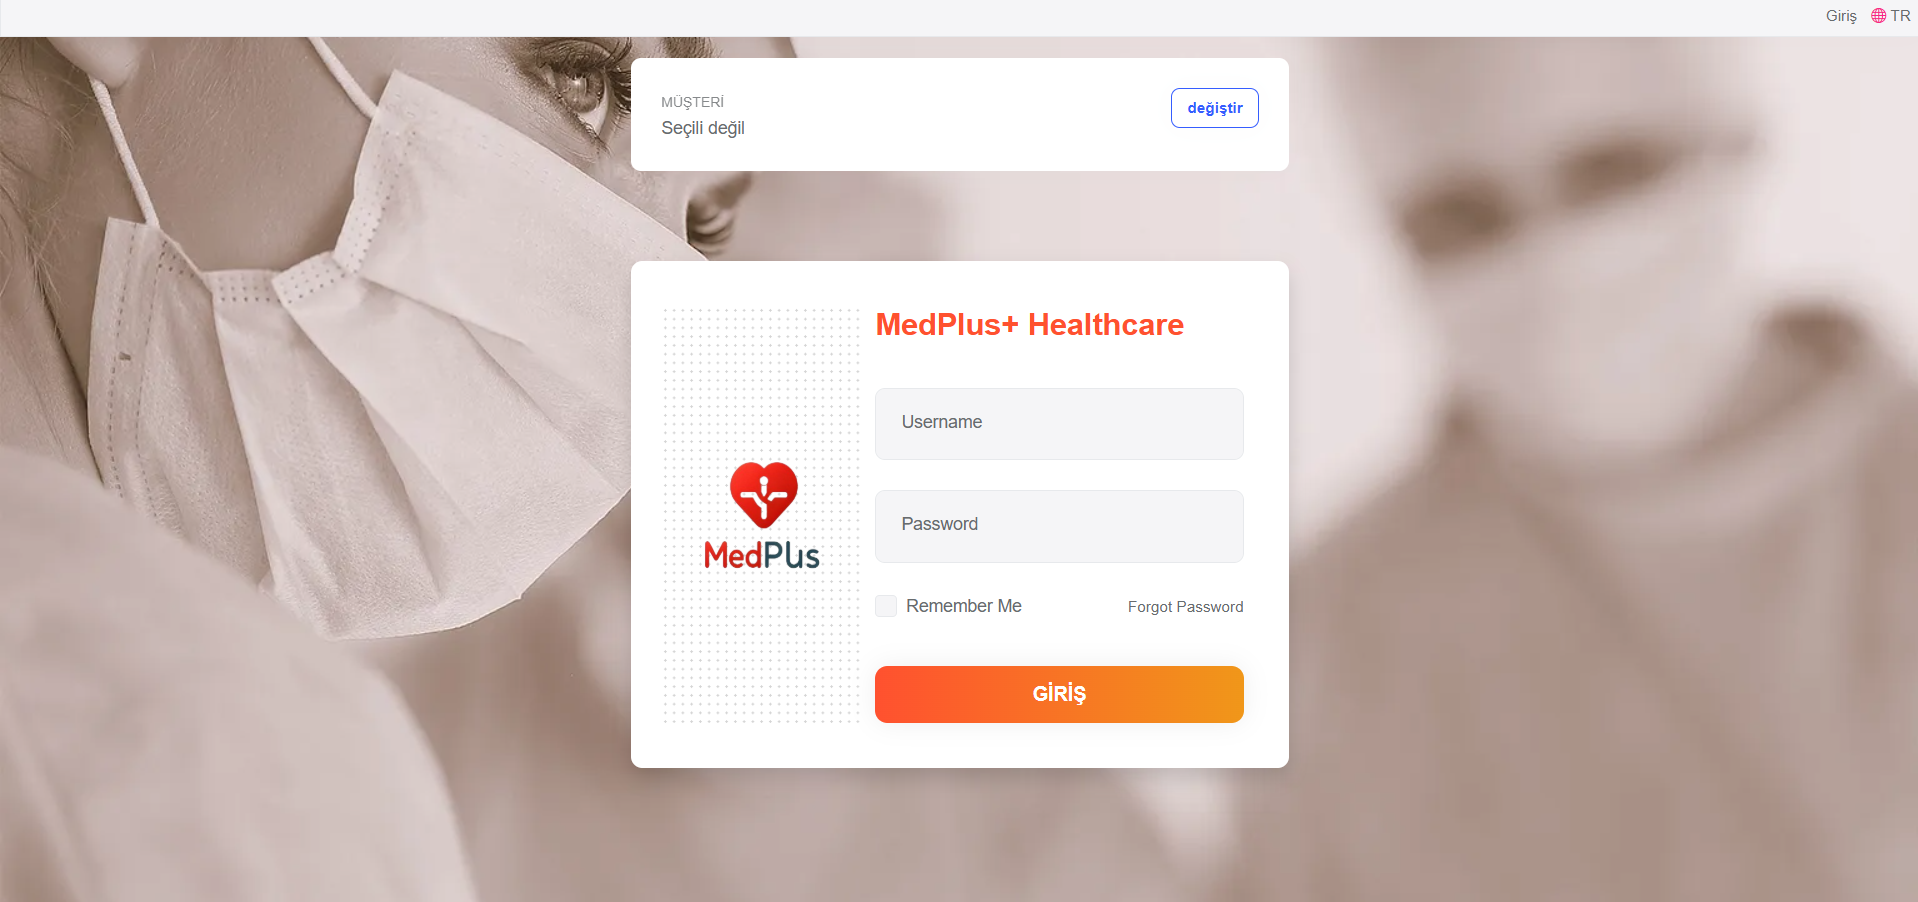 Giriş TR
MÜŞTERİ
Seçili değil
değiştir
MedPlus+ Healthcare
Username
Password
MedPlus
Remember Me
Forgot Password
GİRİŞ